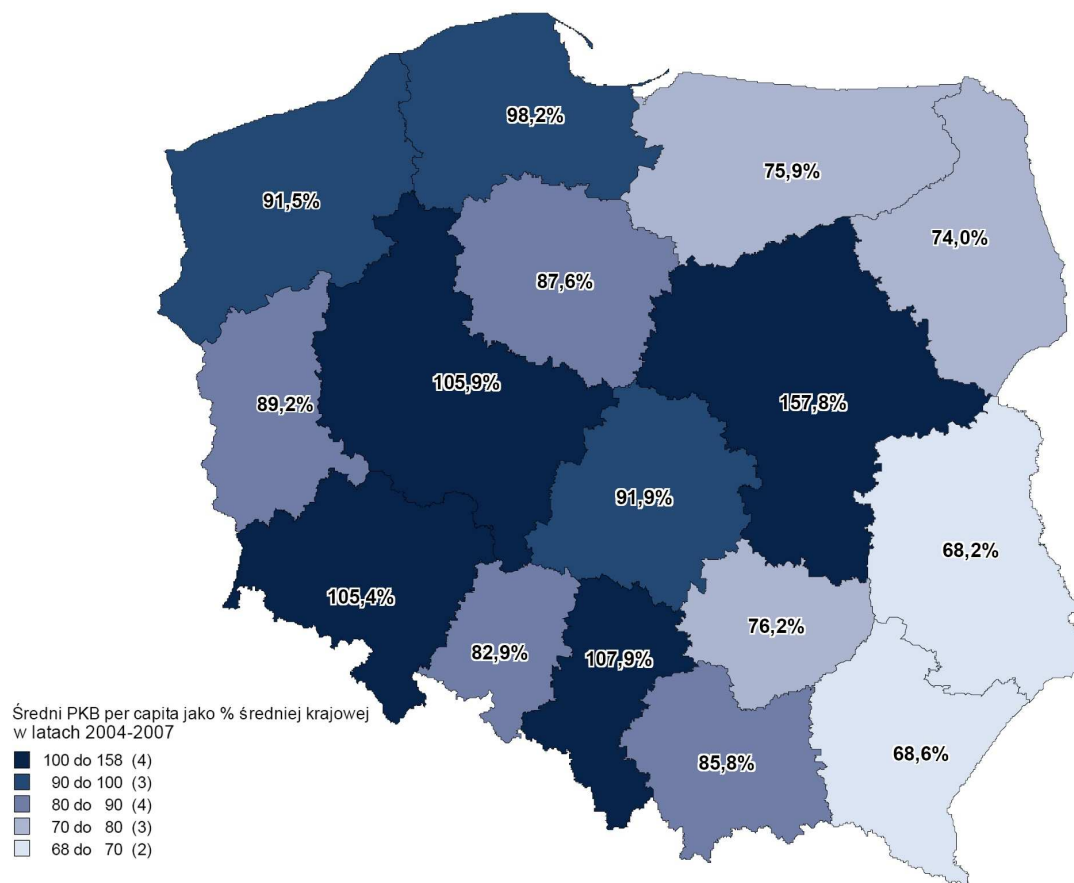 98,2%
75,9%
91,5%
74,0%
87,6%
105,9%
157,8%
89,2%
91,9%
68,2%
105,4%
76,2%
82,9%
107,9%
68,6%
85,8%
Średni PKB per capita jako % średniej krajowej
w latach 2004-2007
100 do 158 (4)
90 do 100 (3)
80 do 90 (4)
70 do 80 (3)
68 do 70 (2)